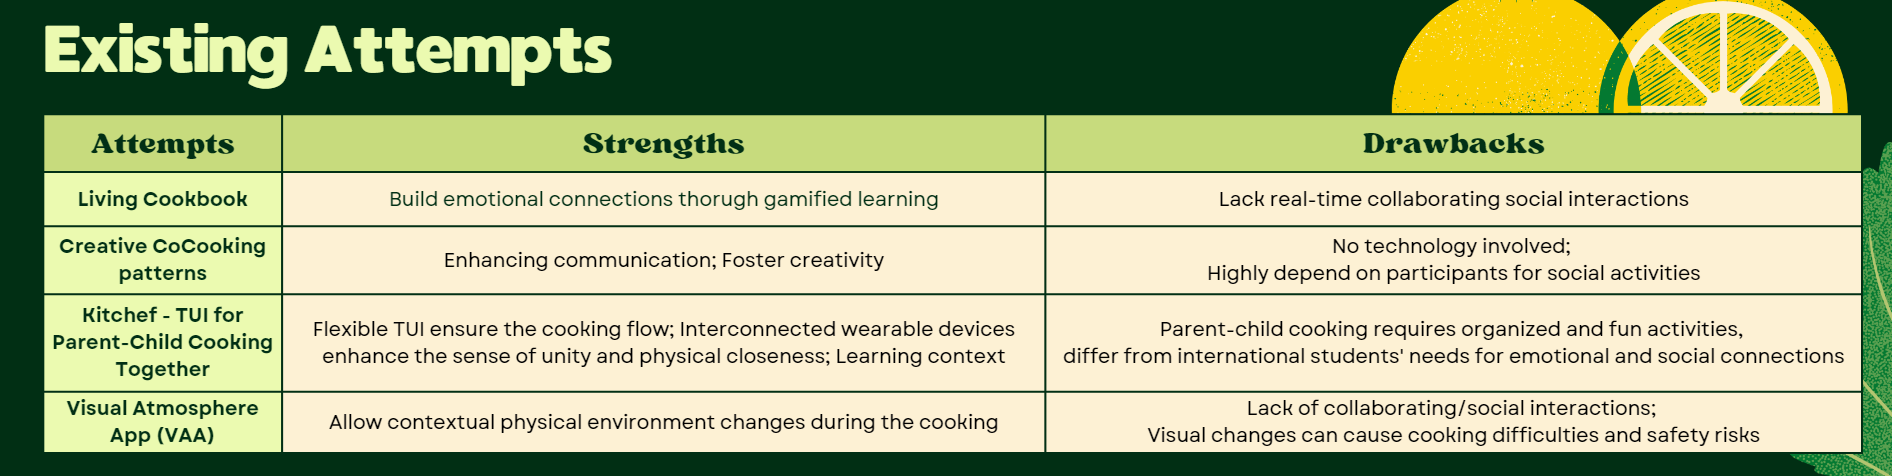 Existing Attempts
Attempts
Strengths
Drawbacks
Living Cookbook
Build emotional connections thorugh gamified learning
Lack real-time collaborating social interactions
Creative CoCooking
patterns
Enhancing communication; Foster creativity
No technology involved;
Highly depend on participants for social activities
Kitchef - TUI for
Parent-Child Cooking
Together
Flexible TUI ensure the cooking flow; Interconnected wearable devices
enhance the sense of unity and physical closeness; Learning context
Parent-child cooking requires organized and fun activities,
differ from international students' needs for emotional and social connections
Visual Atmosphere
App (VAA)
Allow contextual physical environment changes during the cooking
Lack of collaborating/social interactions;
Visual changes can cause cooking difficulties and safety risks